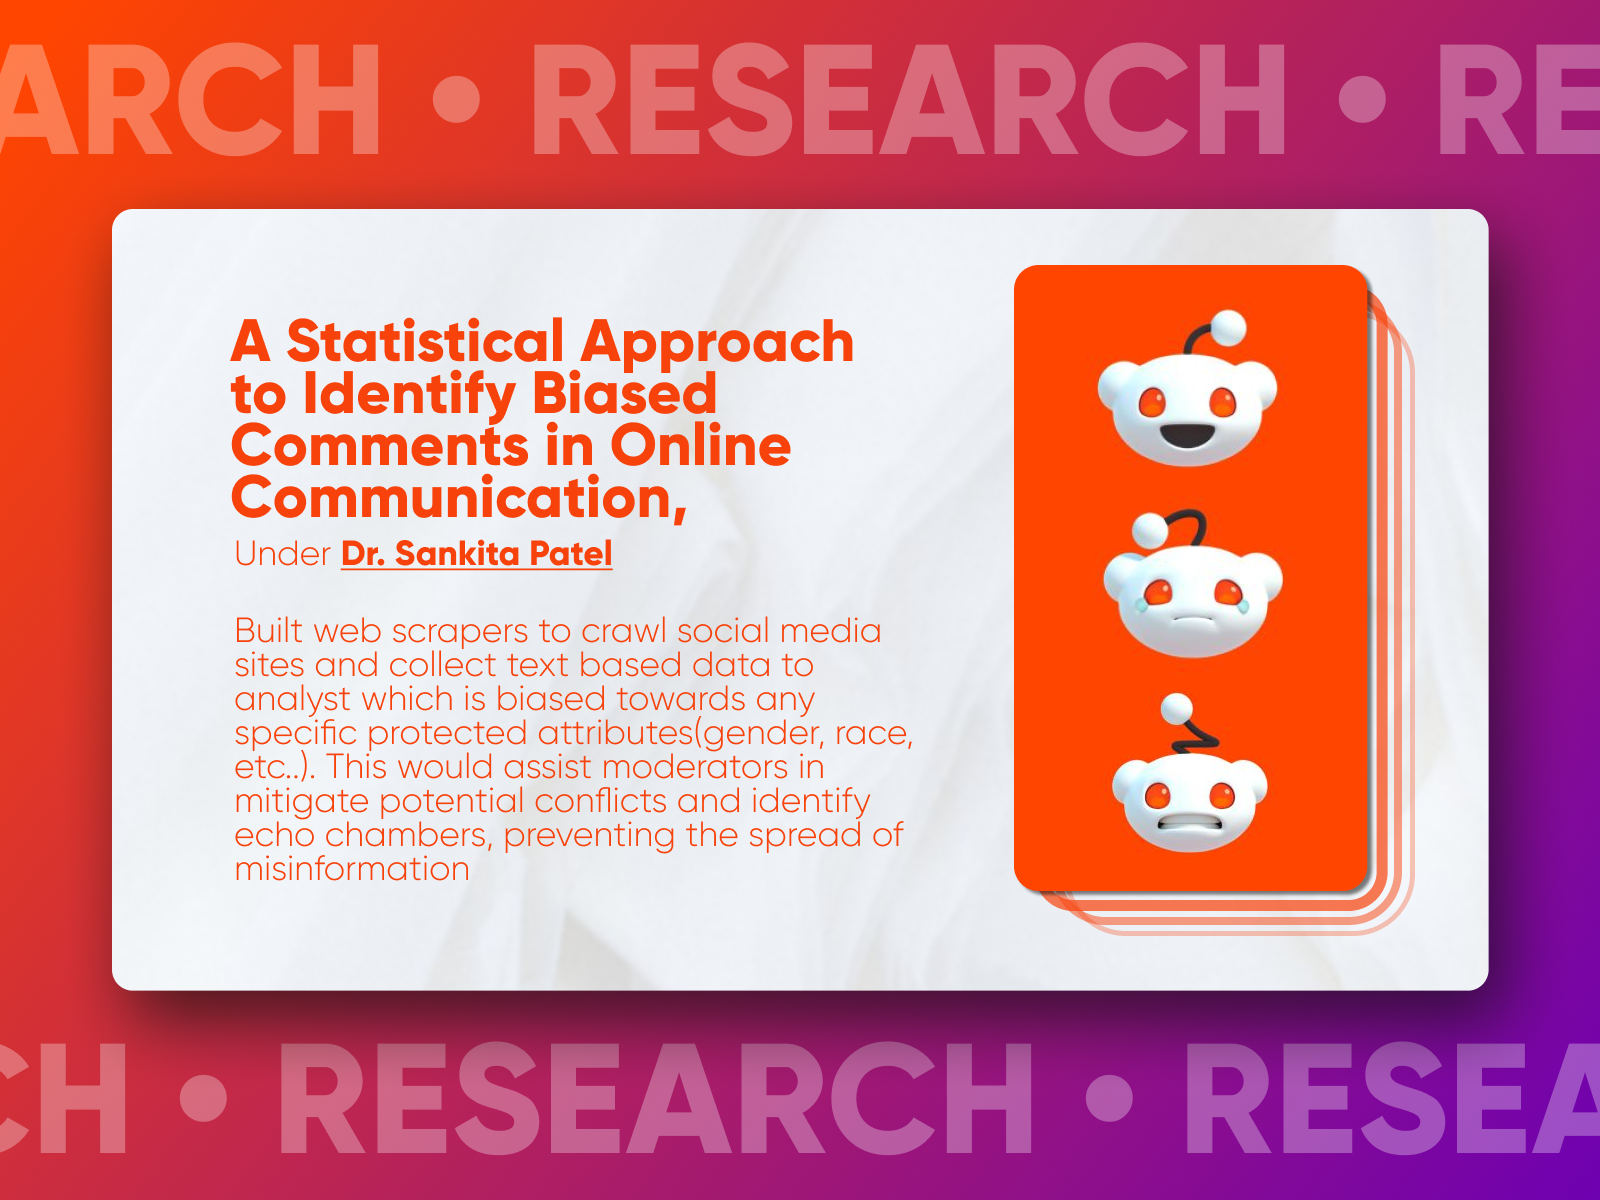 ARCH • RESEARCH • RE
A Statistical Approach
to Identify Biased
Comments in Online
Communication,
Under Dr. Sankita Patel
Built web scrapers to crawl social media
sites and collect text based data to
analyst which is biased towards any
specific protected attributes(gender, race,
etc..). This would assist moderators in
mitigate potential conflicts and identify
echo chambers, preventing the spread of
misinformation
CH • RESEARCH • RESEA